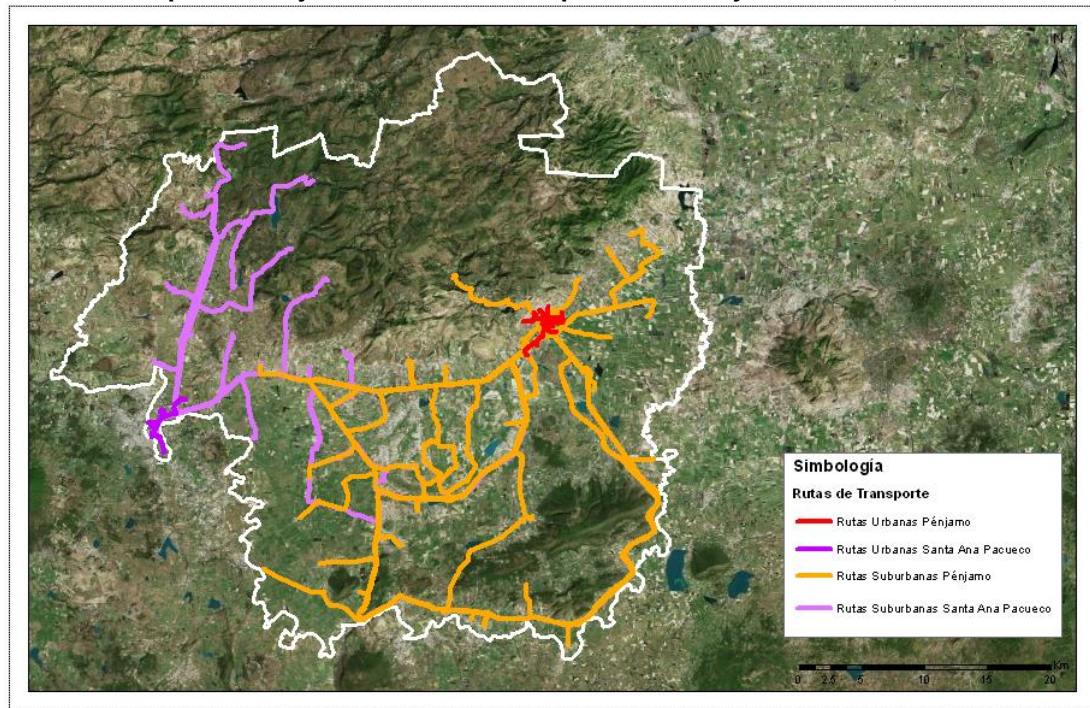 N
Simbología
Rutas de Transporte
Rutas Urbanas Pénjamo
Rutas Urbanas Santa Ana Pacueco
Rutas Suburbanas Pénjamo
Rutas Suburbanas Santa Ana Pacueco
Km
0 2.5 5 10 15 20